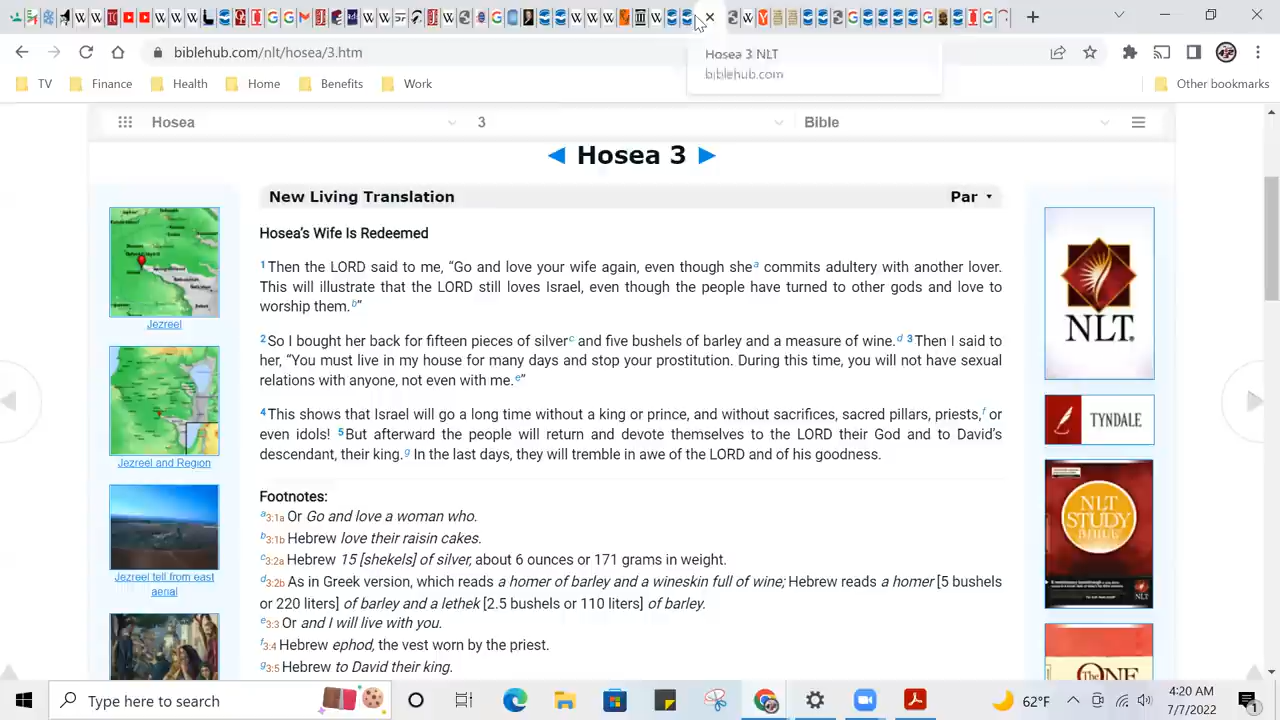 biblehub.com/nlt/hosea/3.htm
Hosea 3 NLT
biblehub.com
TV
Finance
Health
Home
Benefits
Work
Other bookmarks
Hosea
3
Bible
◄ Hosea 3 ►
New Living Translation
Par ▾
Hosea’s Wife Is Redeemed
1Then the LORD said to me, “Go and love your wife again, even though shea commits adultery with another lover.
This will illustrate that the LORD still loves Israel, even though the people have turned to other gods and love to
worship them.b”
2So I bought her back for fifteen pieces of silverc and five bushels of barley and a measure of wine.d 3Then I said to
her, “You must live in my house for many days and stop your prostitution. During this time, you will not have sexual
relations with anyone, not even with me.e”
4This shows that Israel will go a long time without a king or prince, and without sacrifices, sacred pillars, priests,f or
even idols! 5But afterward the people will return and devote themselves to the LORD their God and to David’s
descendant, their king.g In the last days, they will tremble in awe of the LORD and of his goodness.
Footnotes:
a3:1a Or Go and love a woman who.
b3:1b Hebrew love their raisin cakes.
c3:2a Hebrew 15 [shekels] of silver, about 6 ounces or 171 grams in weight.
d3:2b As in Greek version, which reads a homer of barley and a wineskin full of wine; Hebrew reads a homer [5 bushels
or 220 liters] of barley and a lethek [2.5 bushels or 110 liters] of barley.
e3:3 Or and I will live with you.
f3:4 Hebrew ephod, the vest worn by the priest.
g3:5 Hebrew to David their king.
Jezreel
Jezreel and Region
Jezreel tell from east
aerial
NLT
TYNDALE
NLT
STUDY
BIBLE
NLT
THE ONE
Type here to search
62°F
4:20 AM
7/7/2022
1